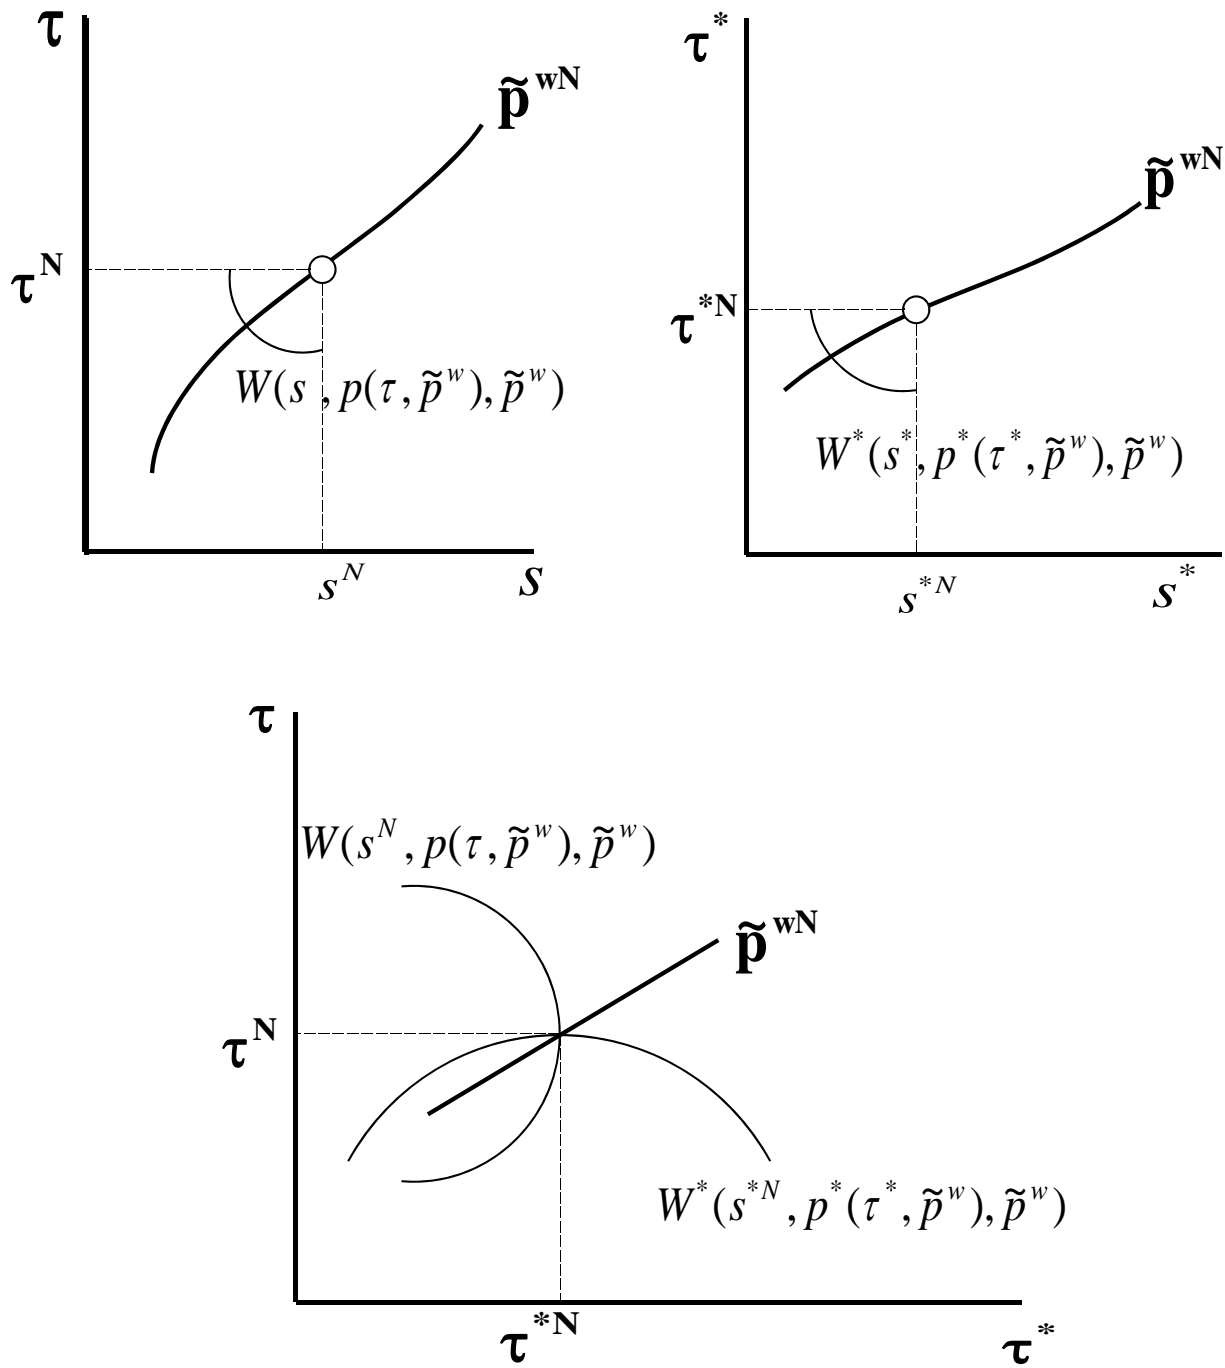 τ
p̃^wN
τ^N
W(s, p(τ, p̃^w), p̃^w)
s^N
s
τ^*
p̃^wN
τ^*N
W^*(s^*, p^*(τ^*, p̃^w), p̃^w)
s^*N
s^*
τ
W(s^N, p(τ, p̃^w), p̃^w)
p̃^wN
τ^N
W^*(s^*N, p^*(τ^*, p̃^w), p̃^w)
τ^*N
τ^*